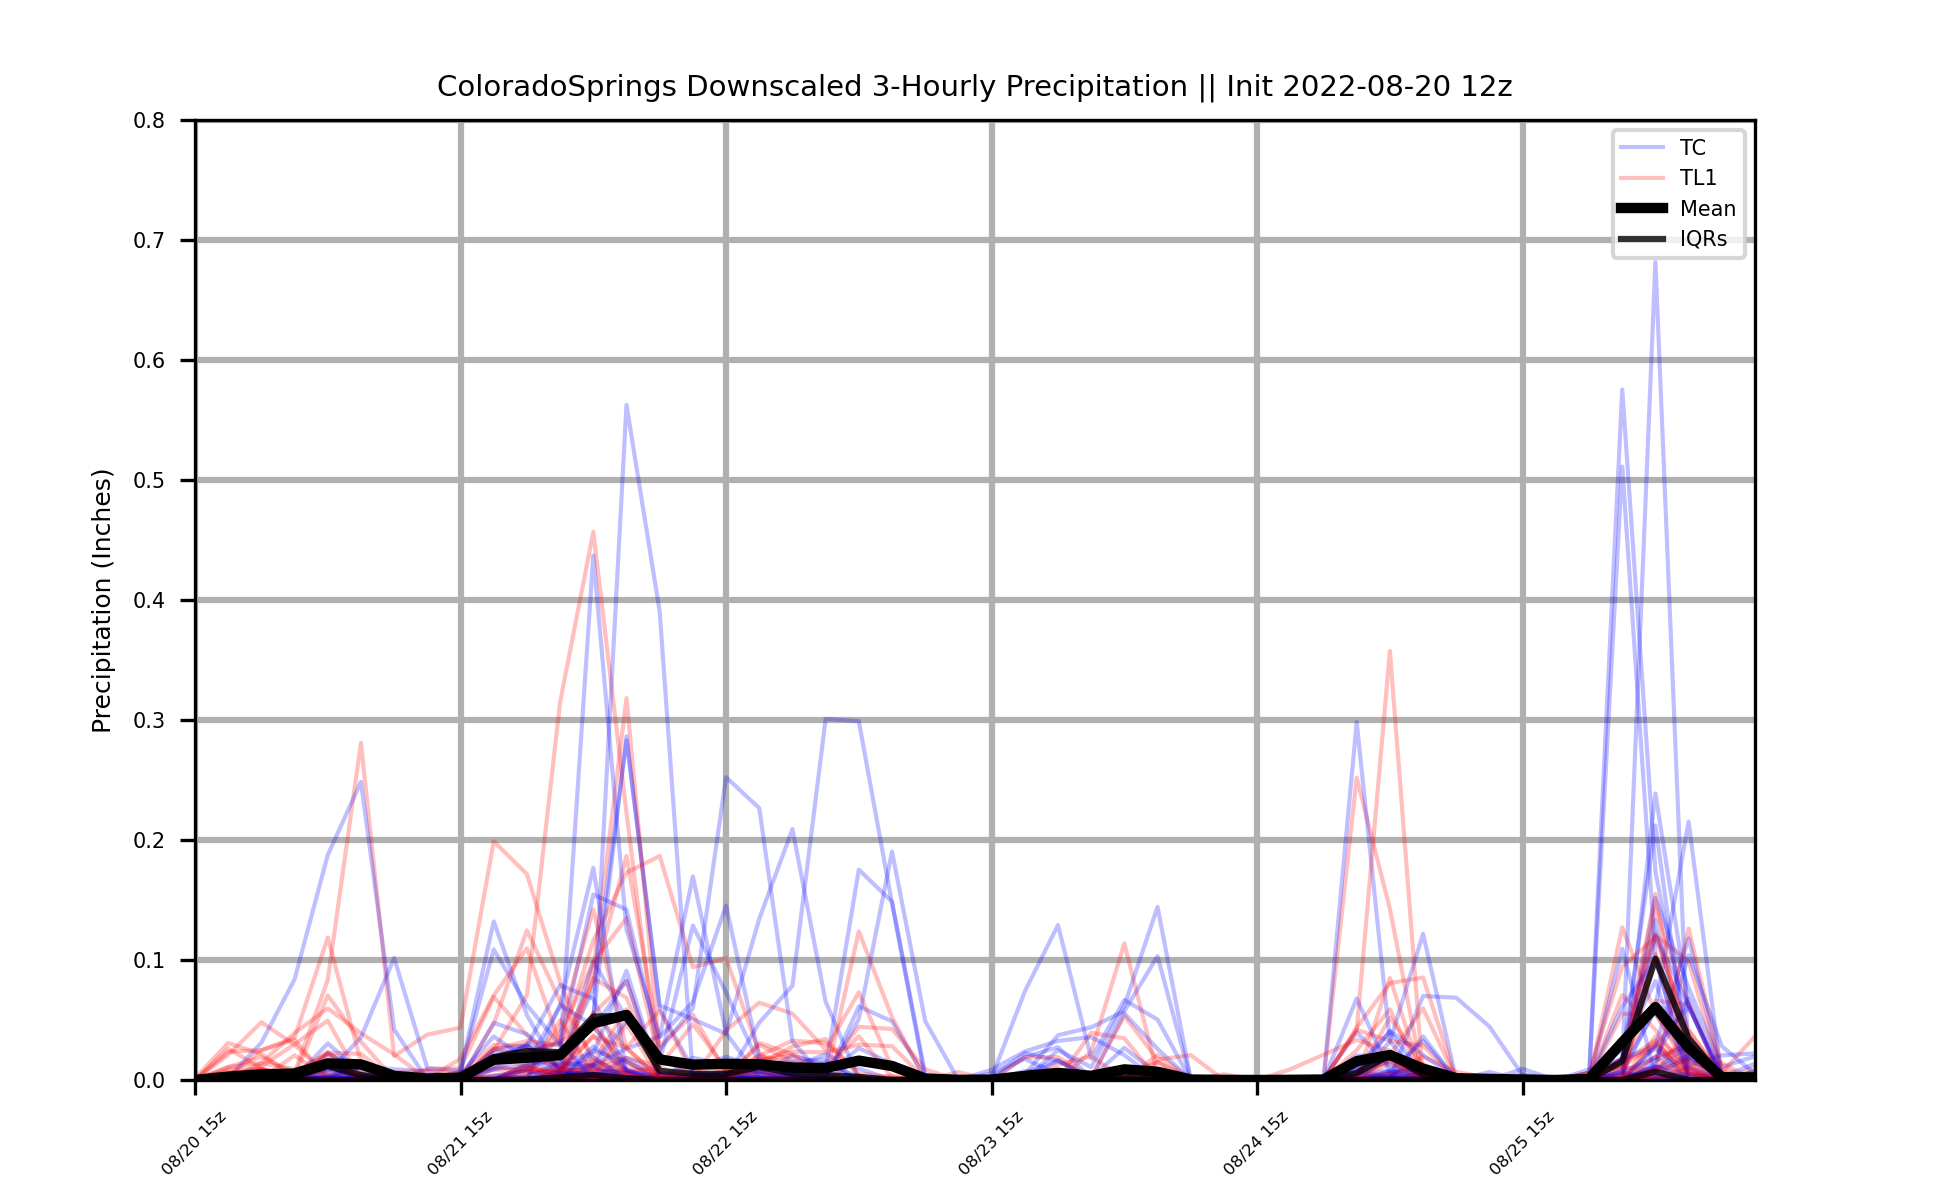 ColoradoSprings Downscaled 3-Hourly Precipitation || Init 2022-08-20 12z
TC
TL1
Mean
IQRs
Precipitation (Inches)
0.8
0.7
0.6
0.5
0.4
0.3
0.2
0.1
0.0
08/20 15z
08/21 15z
08/22 15z
08/23 15z
08/24 15z
08/25 15z